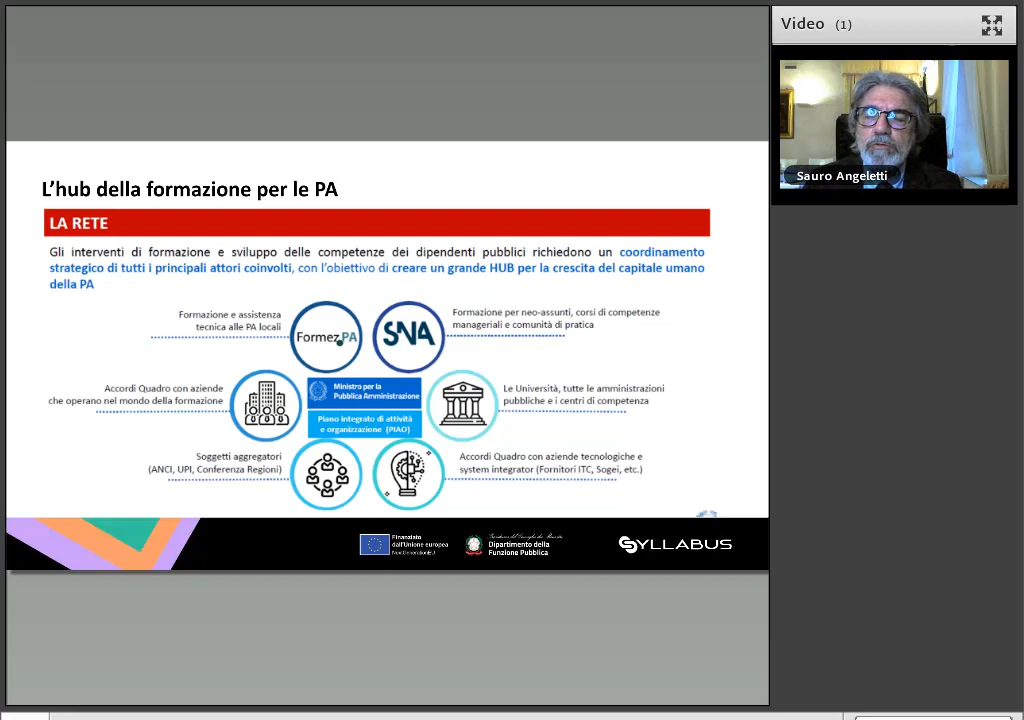 Video (1)
Sauro Angeletti
L'hub della formazione per le PA
LA RETE
Gli interventi di formazione e sviluppo delle competenze dei dipendenti pubblici richiedono un coordinamento
strategico di tutti i principali attori coinvolti, con l'obiettivo di creare un grande HUB per la crescita del capitale umano
della PA
Formazione e assistenza
tecnica alle PA locali
Formez PA
SNA
Formazione per neo-assunti, corsi di competenze
manageriali e comunità di pratica
Accordi Quadro con aziende
che operano nel mondo della formazione
Ministro per la
Pubblica Amministrazione
Piano integrato di attività
e organizzazione (PIAO)
Le Università, tutte le amministrazioni
pubbliche e i centri di competenza
Soggetti aggregatori
(ANCI, UPI, Conferenza Regioni)
Accordi Quadro con aziende tecnologiche e
system integrator (Fornitori ITC, Sogei, etc.)
Finanziato
dall'Unione europea
NextGenerationEU
Dipartimento della
Funzione Pubblica
SYLLABUS